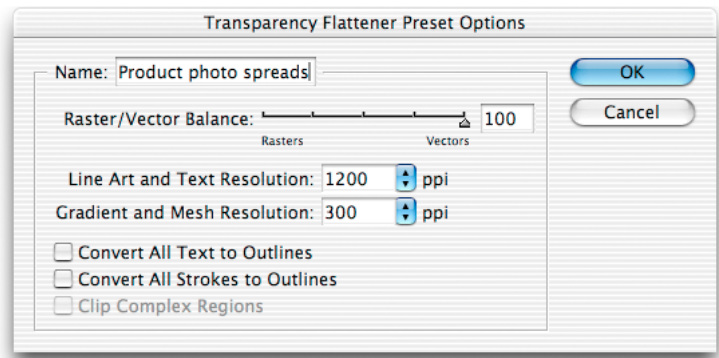 Transparency Flattener Preset Options
Name: Product photo spreads
OK
Raster/Vector Balance: 100
Cancel
Rasters Vectors
Line Art and Text Resolution: 1200 ppi
Gradient and Mesh Resolution: 300 ppi
Convert All Text to Outlines
Convert All Strokes to Outlines
Clip Complex Regions